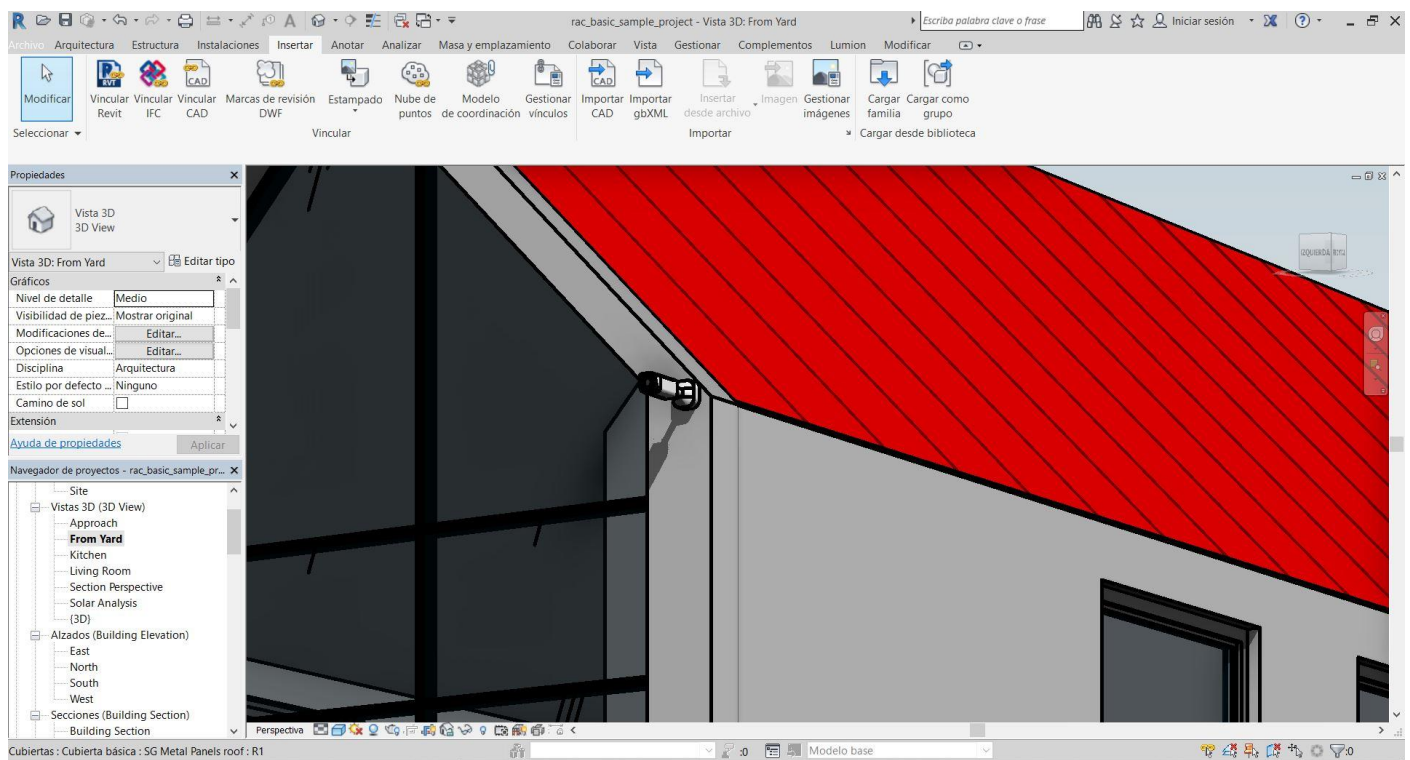 rac_basic_sample_project - Vista 3D: From Yard
Escriba palabra clave o frase
Iniciar sesión
Archivo Arquitectura Estructura Instalaciones Insertar Anotar Analizar Masa y emplazamiento Colaborar Vista Gestionar Complementos Lumion Modificar
Modificar
Vincular Revit
Vincular IFC
Vincular CAD
Marcas de revisión DWF
Estampado
Nube de puntos
Modelo de coordinación
Gestionar vínculos
Importar CAD
Importar gbXML
Insertar desde archivo
Imagen
Gestionar imágenes
Cargar familia
Cargar como grupo
Seleccionar
Vincular
Importar
Cargar desde biblioteca
Propiedades
Vista 3D
3D View
Vista 3D: From Yard
Editar tipo
Gráficos
Nivel de detalle Medio
Visibilidad de piez... Mostrar original
Modificaciones de... Editar...
Opciones de visual... Editar...
Disciplina Arquitectura
Estilo por defecto ... Ninguno
Camino de sol
Extensión
Ayuda de propiedades
Aplicar
Navegador de proyectos - rac_basic_sample_pr...
Site
Vistas 3D (3D View)
Approach
From Yard
Kitchen
Living Room
Section Perspective
Solar Analysis
{3D}
Alzados (Building Elevation)
East
North
South
West
Secciones (Building Section)
Building Section
IZQUIERDA
Perspectiva
Cubiertas : Cubierta básica : SG Metal Panels roof : R1
:0
Modelo base
:0